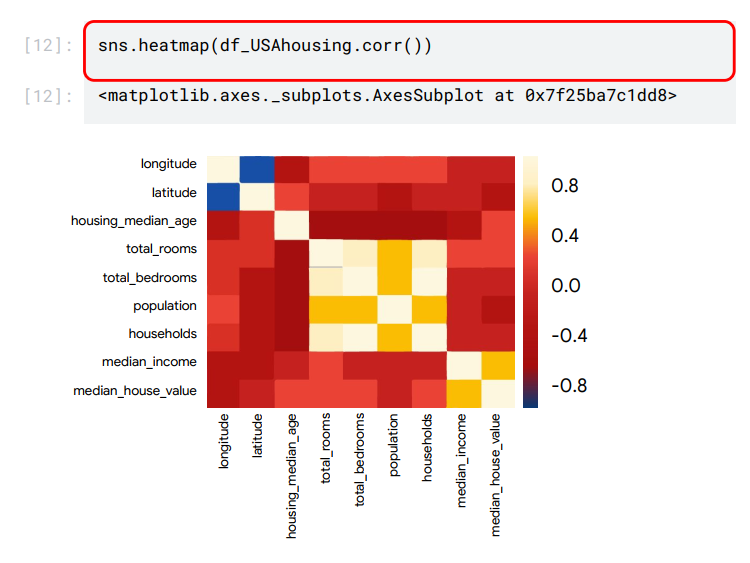 [12]: sns.heatmap(df_USAhousing.corr())
[12]: <matplotlib.axes._subplots.AxesSubplot at 0x7f25ba7c1dd8>
longitude
latitude
housing_median_age
total_rooms
total_bedrooms
population
households
median_income
median_house_value
0.8
0.4
0.0
-0.4
-0.8
longitude
latitude
housing_median_age
total_rooms
total_bedrooms
population
households
median_income
median_house_value